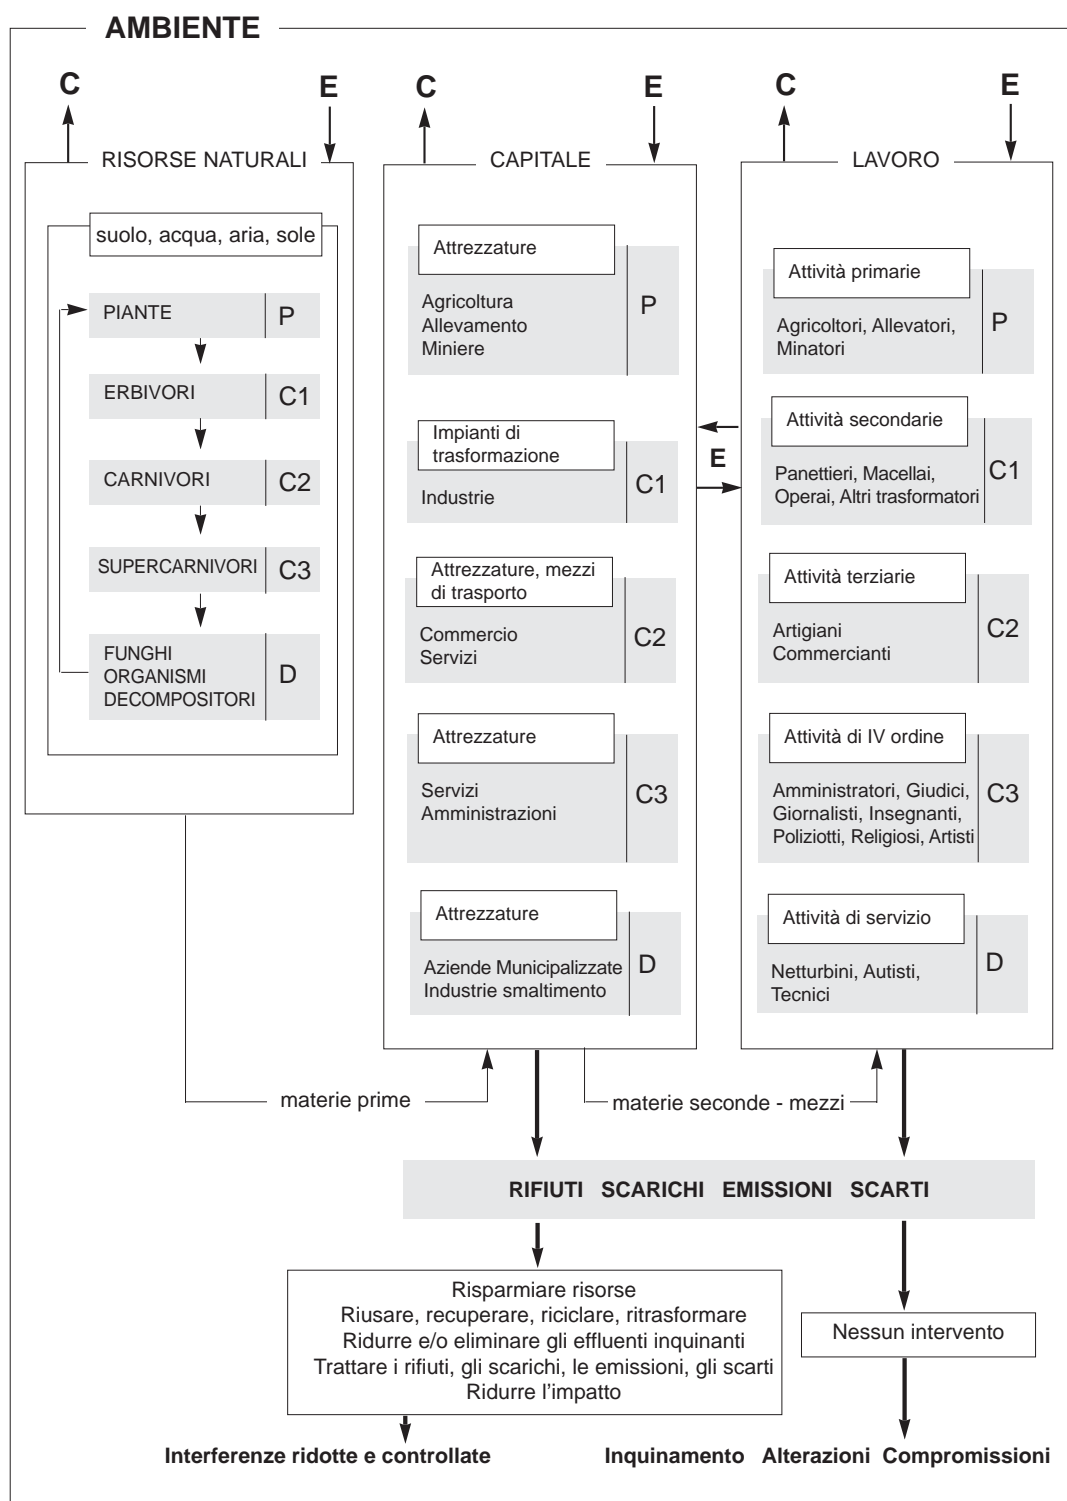 AMBIENTE
C
E
C
E
C
E
RISORSE NATURALI
suolo, acqua, aria, sole
PIANTE
P
ERBIVORI
C1
CARNIVORI
C2
SUPERCARNIVORI
C3
FUNGHI
ORGANISMI
DECOMPOSITORI
D
CAPITALE
Attrezzature
Agricoltura
Allevamento
Miniere
P
Impianti di
trasformazione
Industrie
C1
Attrezzature, mezzi
di trasporto
Commercio
Servizi
C2
Attrezzature
Servizi
Amministrazioni
C3
Attrezzature
Aziende Municipalizzate
Industrie smaltimento
D
E
LAVORO
Attività primarie
Agricoltori, Allevatori,
Minatori
P
Attività secondarie
Panettieri, Macellai,
Operai, Altri trasformatori
C1
Attività terziarie
Artigiani
Commercianti
C2
Attività di IV ordine
Amministratori, Giudici,
Giornalisti, Insegnanti,
Poliziotti, Religiosi, Artisti
C3
Attività di servizio
Netturbini, Autisti,
Tecnici
D
materie prime
materie seconde - mezzi
RIFIUTI SCARICHI EMISSIONI SCARTI
Risparmiare risorse
Riusare, recuperare, riciclare, ritrasformare
Ridurre e/o eliminare gli effluenti inquinanti
Trattare i rifiuti, gli scarichi, le emissioni, gli scarti
Ridurre l'impatto
Nessun intervento
Interferenze ridotte e controllate
Inquinamento Alterazioni Compromissioni